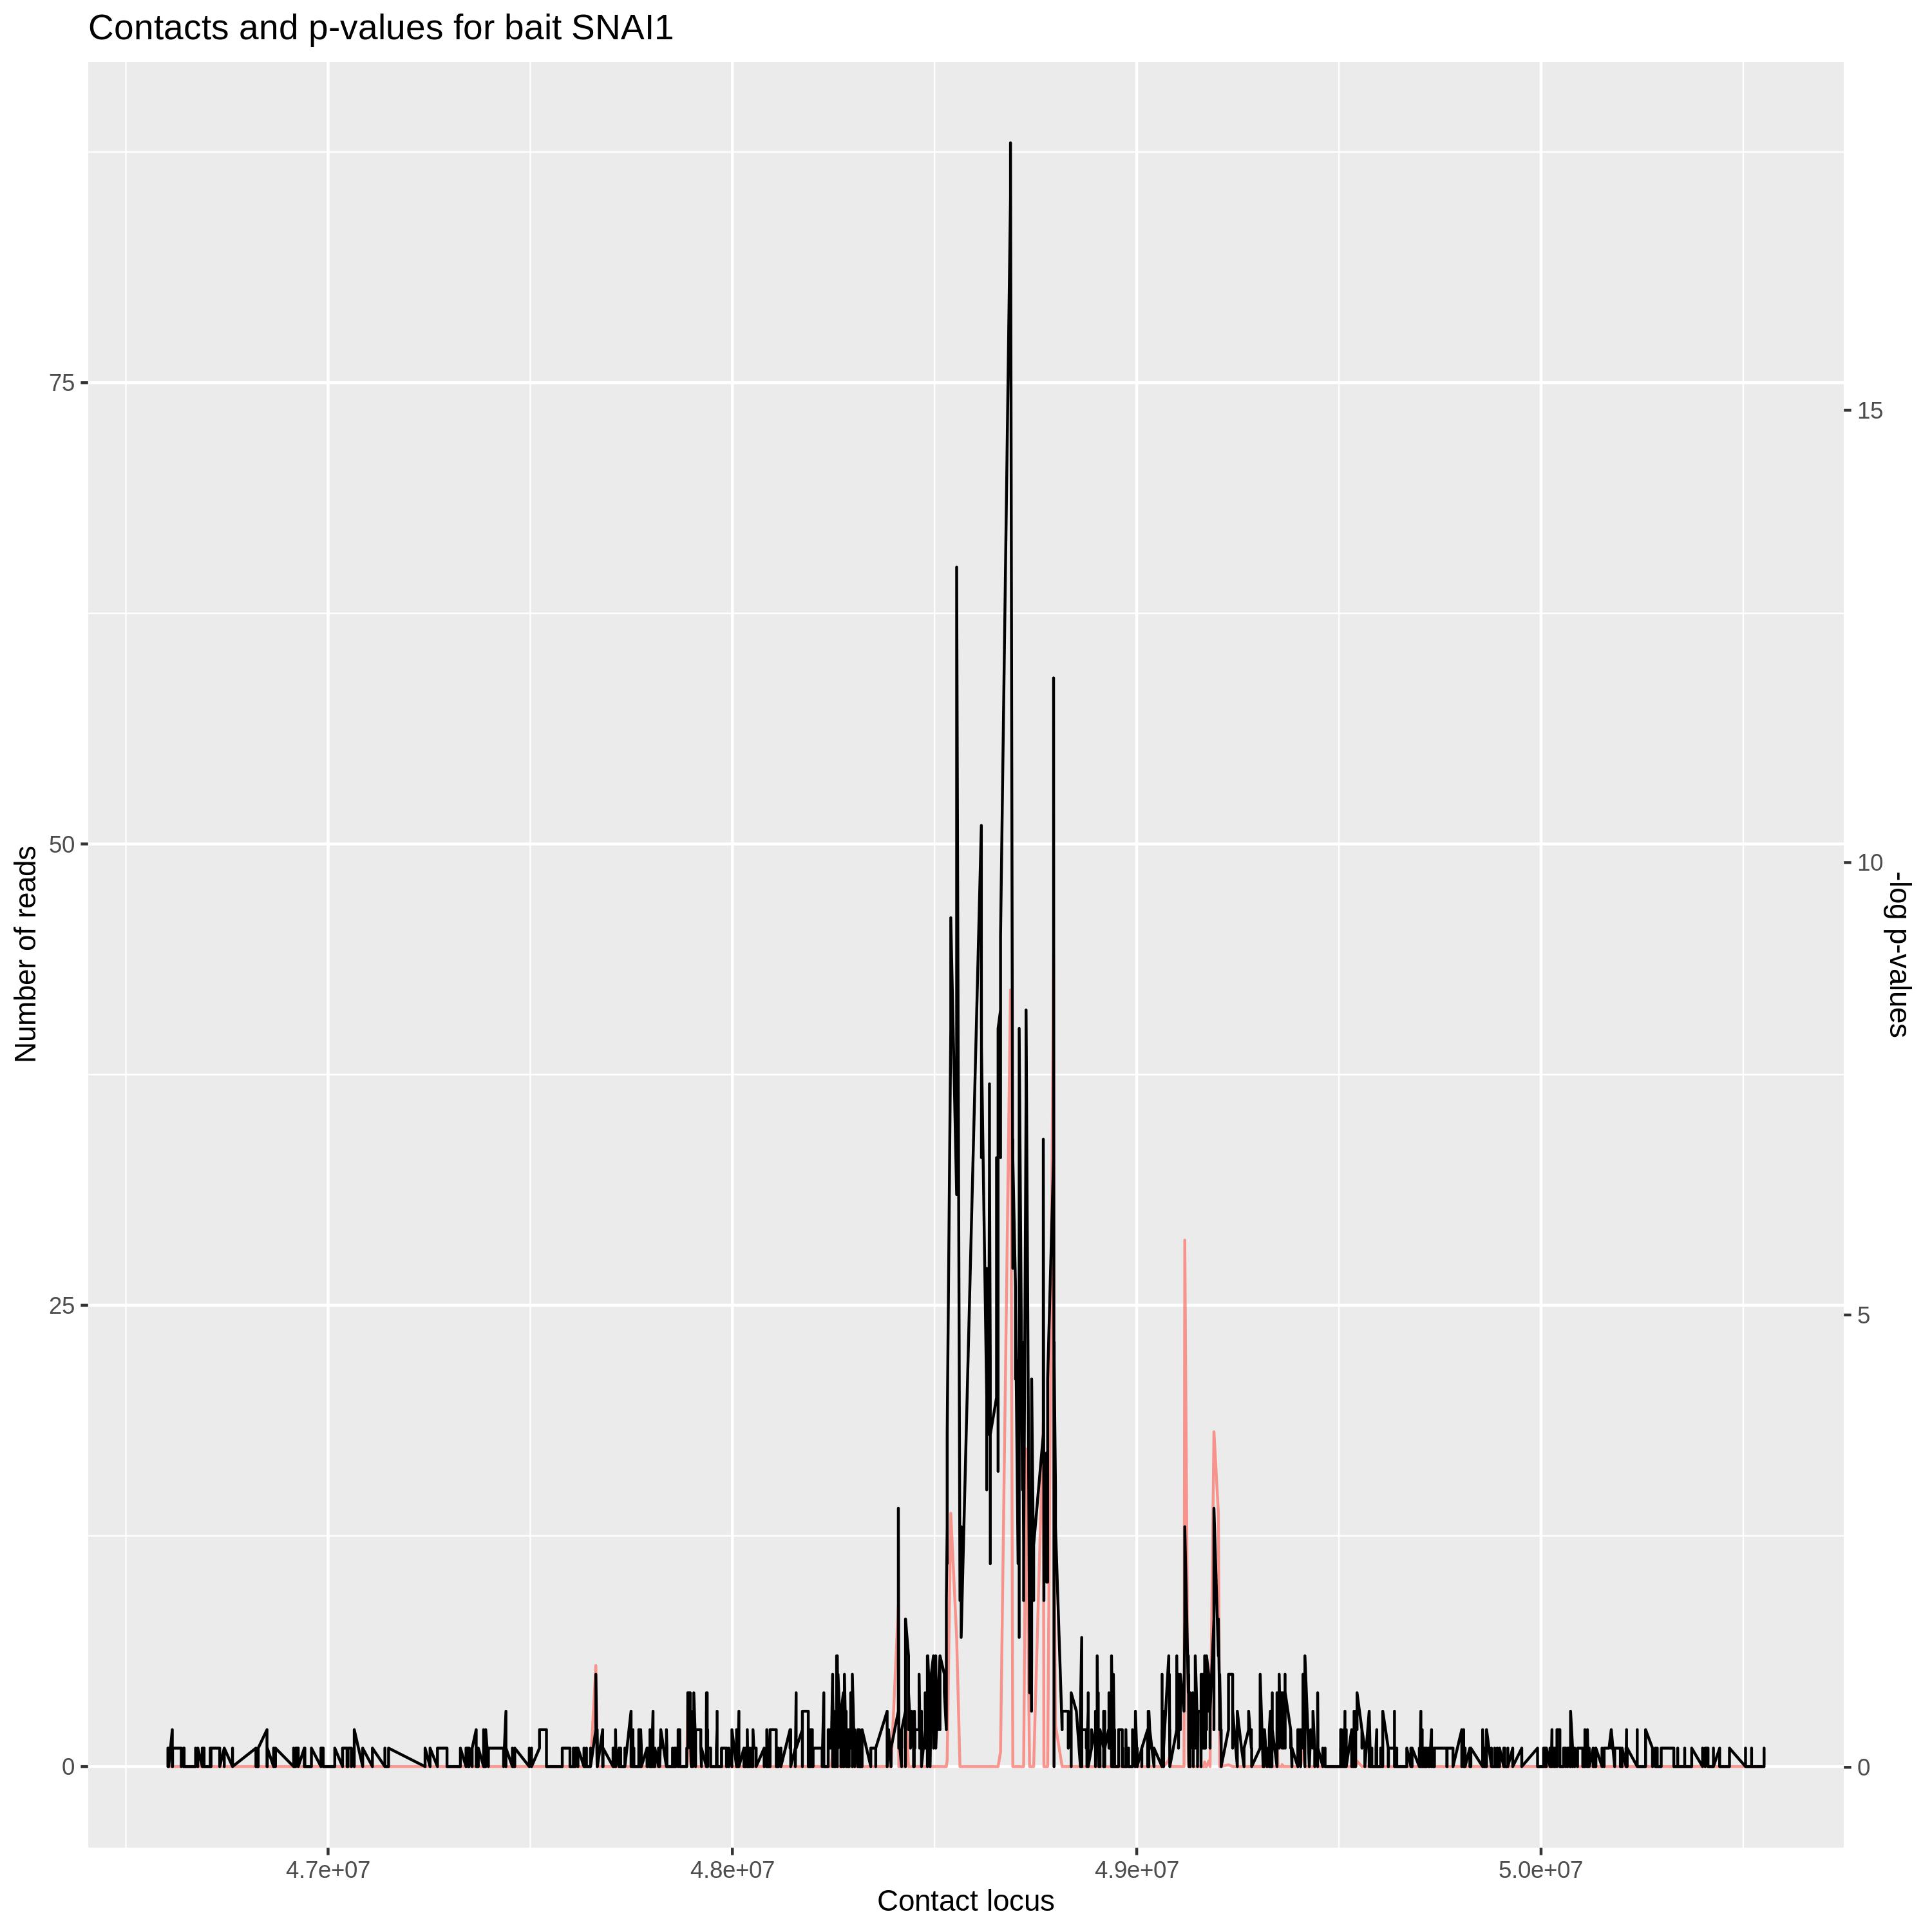 Contacts and p-values for bait SNAI1
75
50
25
0
15
10
5
0
Number of reads
-log p-values
4.7e+07 4.8e+07 4.9e+07 5.0e+07
Contact locus